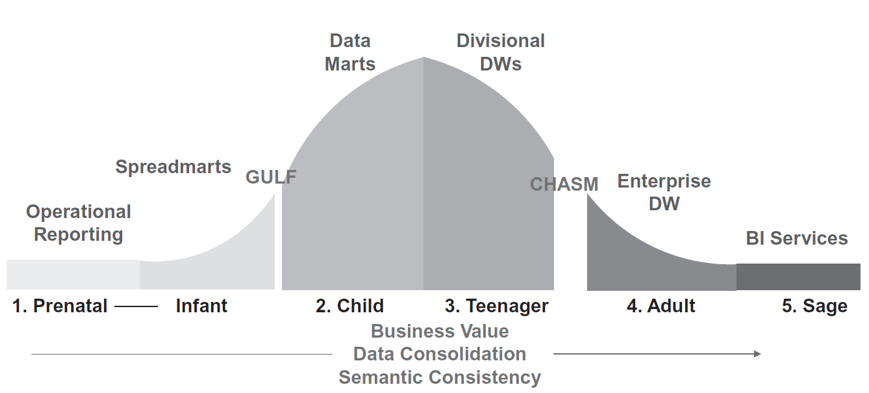 Data
Marts
Divisional
DWs
Spreadmarts
GULF
CHASM
Enterprise
DW
Operational
Reporting
BI Services
1. Prenatal
Infant
2. Child
3. Teenager
4. Adult
5. Sage
Business Value
Data Consolidation
Semantic Consistency